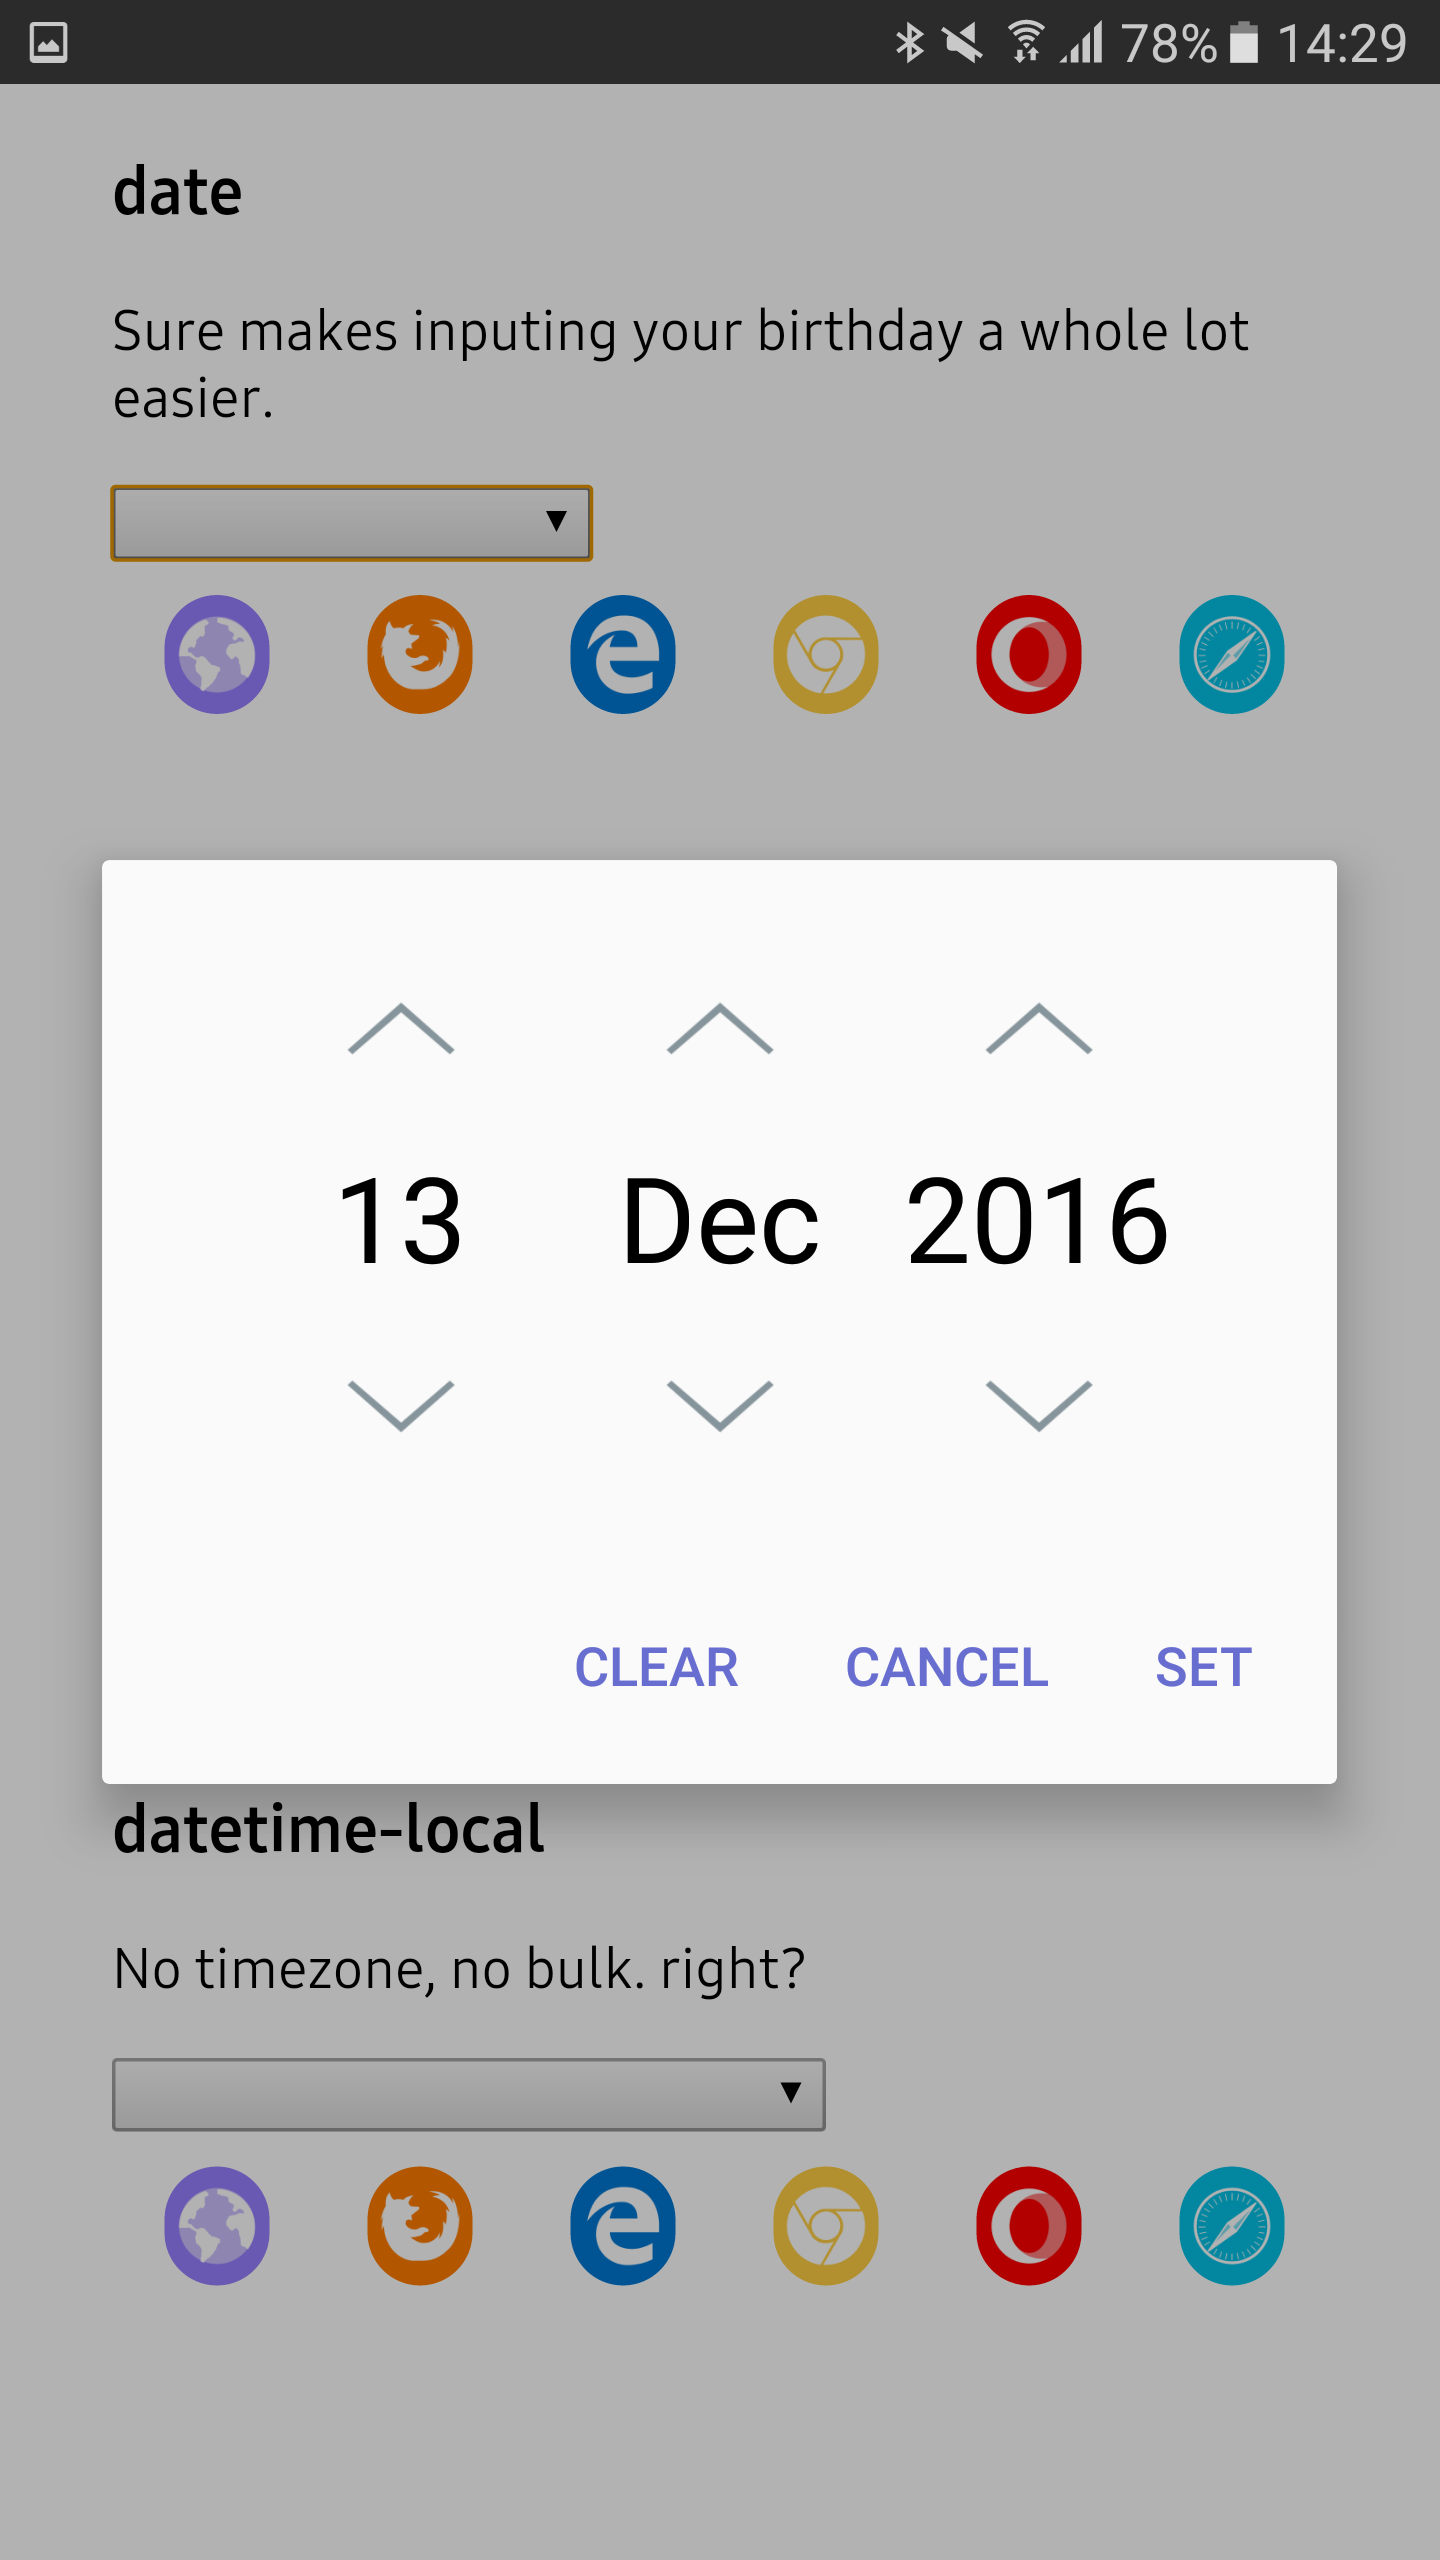 78% 14:29
date
Sure makes inputing your birthday a whole lot
easier.
13 Dec 2016
CLEAR CANCEL SET
datetime-local
No timezone, no bulk. right?